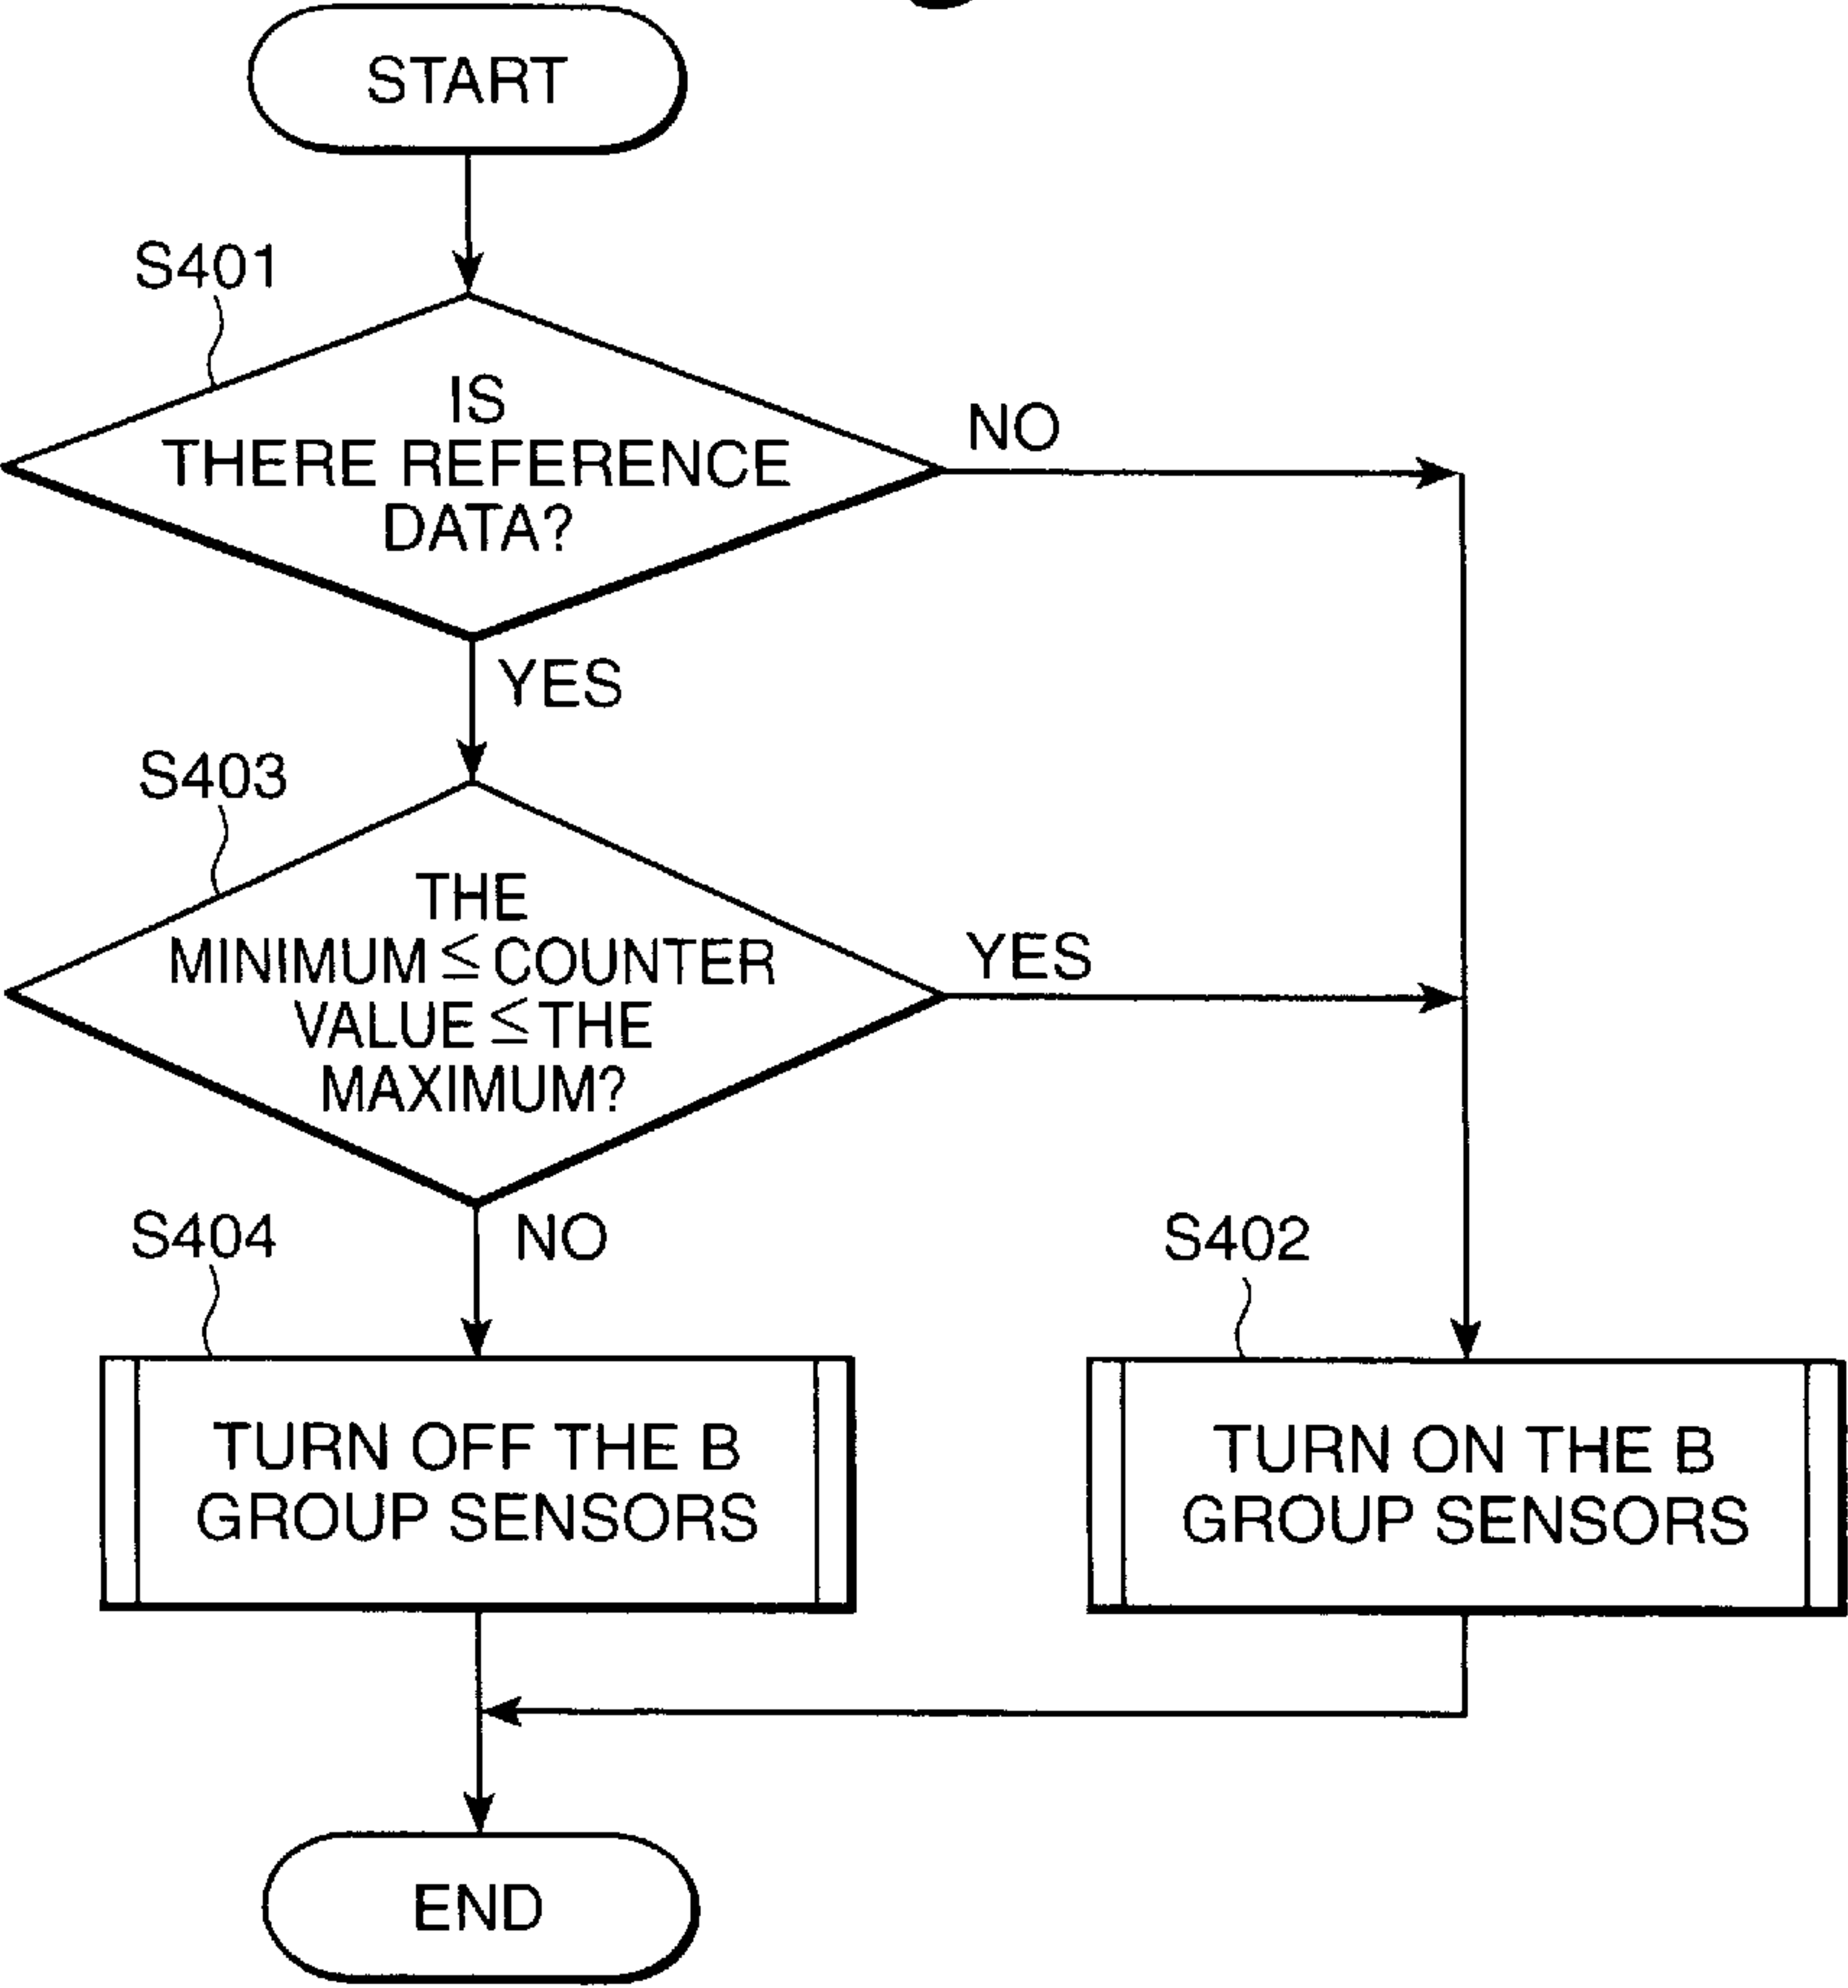 START
S401
IS
THERE REFERENCE
DATA?
NO
YES
S403
THE
MINIMUM ≦ COUNTER
VALUE ≦ THE
MAXIMUM?
YES
NO
S404
S402
TURN OFF THE B
GROUP SENSORS
TURN ON THE B
GROUP SENSORS
END